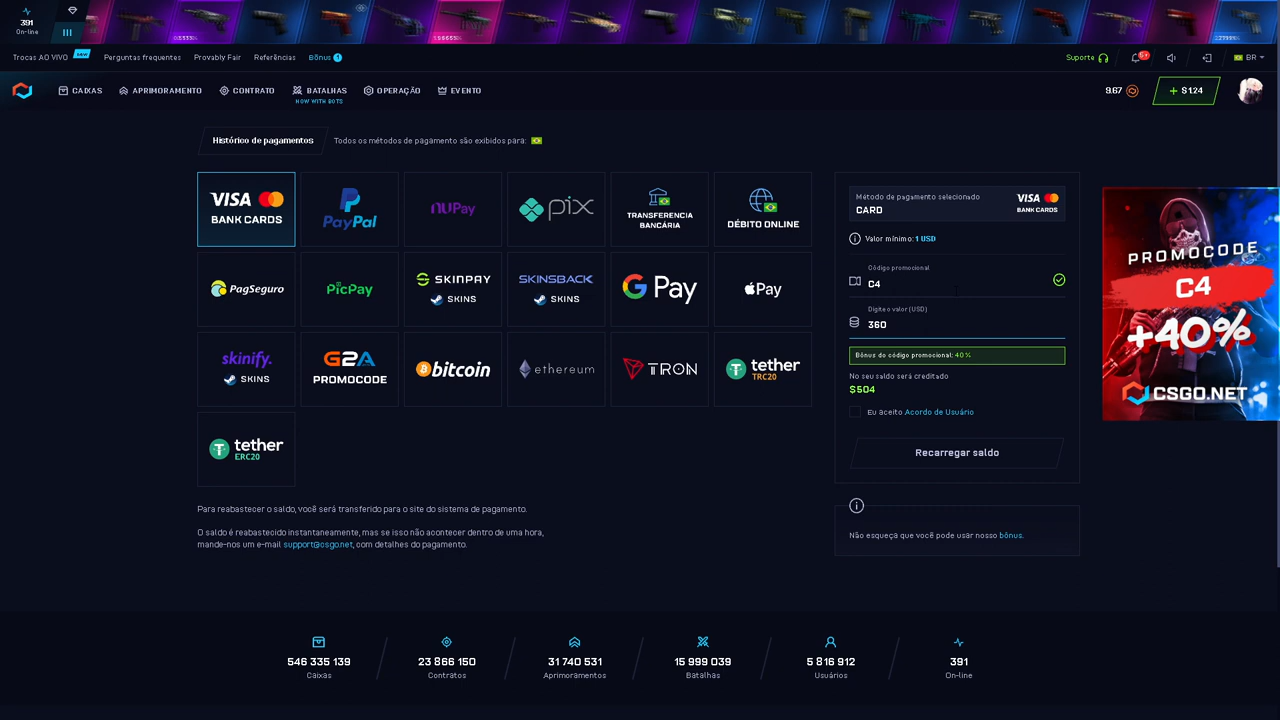 391
On-line
Trocas AO VIVO
Perguntas frequentes
Provably Fair
Referências
Bônus 1
Suporte
5+
BR
CAIXAS
APRIMORAMENTO
CONTRATO
BATALHAS
NOW WITH BOTS
OPERAÇÃO
EVENTO
9.67
+ $ 124
Histórico de pagamentos
Todos os métodos de pagamento são exibidos para:
VISA
BANK CARDS
PayPal
nuPay
pix
TRANSFERENCIA
BANCÁRIA
DÉBITO ONLINE
PagSeguro
PicPay
SKINPAY
SKINS
SKINSBACK
SKINS
G Pay
Pay
skinify.
SKINS
G2A
PROMOCODE
bitcoin
ethereum
TRON
tether
TRC20
tether
ERC20
Método de pagamento selecionado
CARD
VISA
BANK CARDS
Valor mínimo: 1 USD
Código promocional
C4
Digite o valor (USD)
360
Bônus do código promocional: 40%
No seu saldo será creditado
$504
Eu aceito Acordo de Usuário
Recarregar saldo
Não esqueça que você pode usar nosso bônus.
PROMOCODE
C4
+40%
CSGO.NET
Para reabastecer o saldo, você será transferido para o site do sistema de pagamento.
O saldo é reabastecido instantaneamente, mas se isso não acontecer dentro de uma hora,
mande-nos um e-mail support@csgo.net, com detalhes do pagamento.
546 335 139
Caixas
23 866 150
Contratos
31 740 531
Aprimoramentos
15 999 039
Batalhas
5 816 912
Usuários
391
On-line